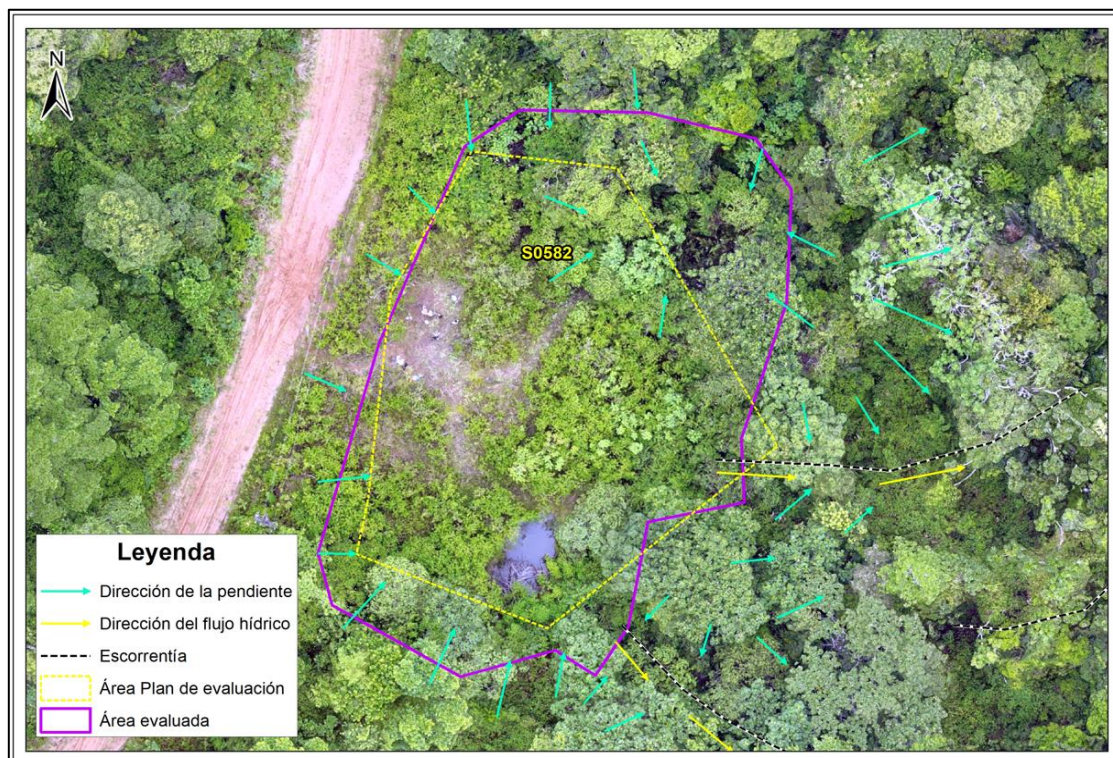 N
S0582
Leyenda
Dirección de la pendiente
Dirección del flujo hídrico
Escorrentía
Área Plan de evaluación
Área evaluada